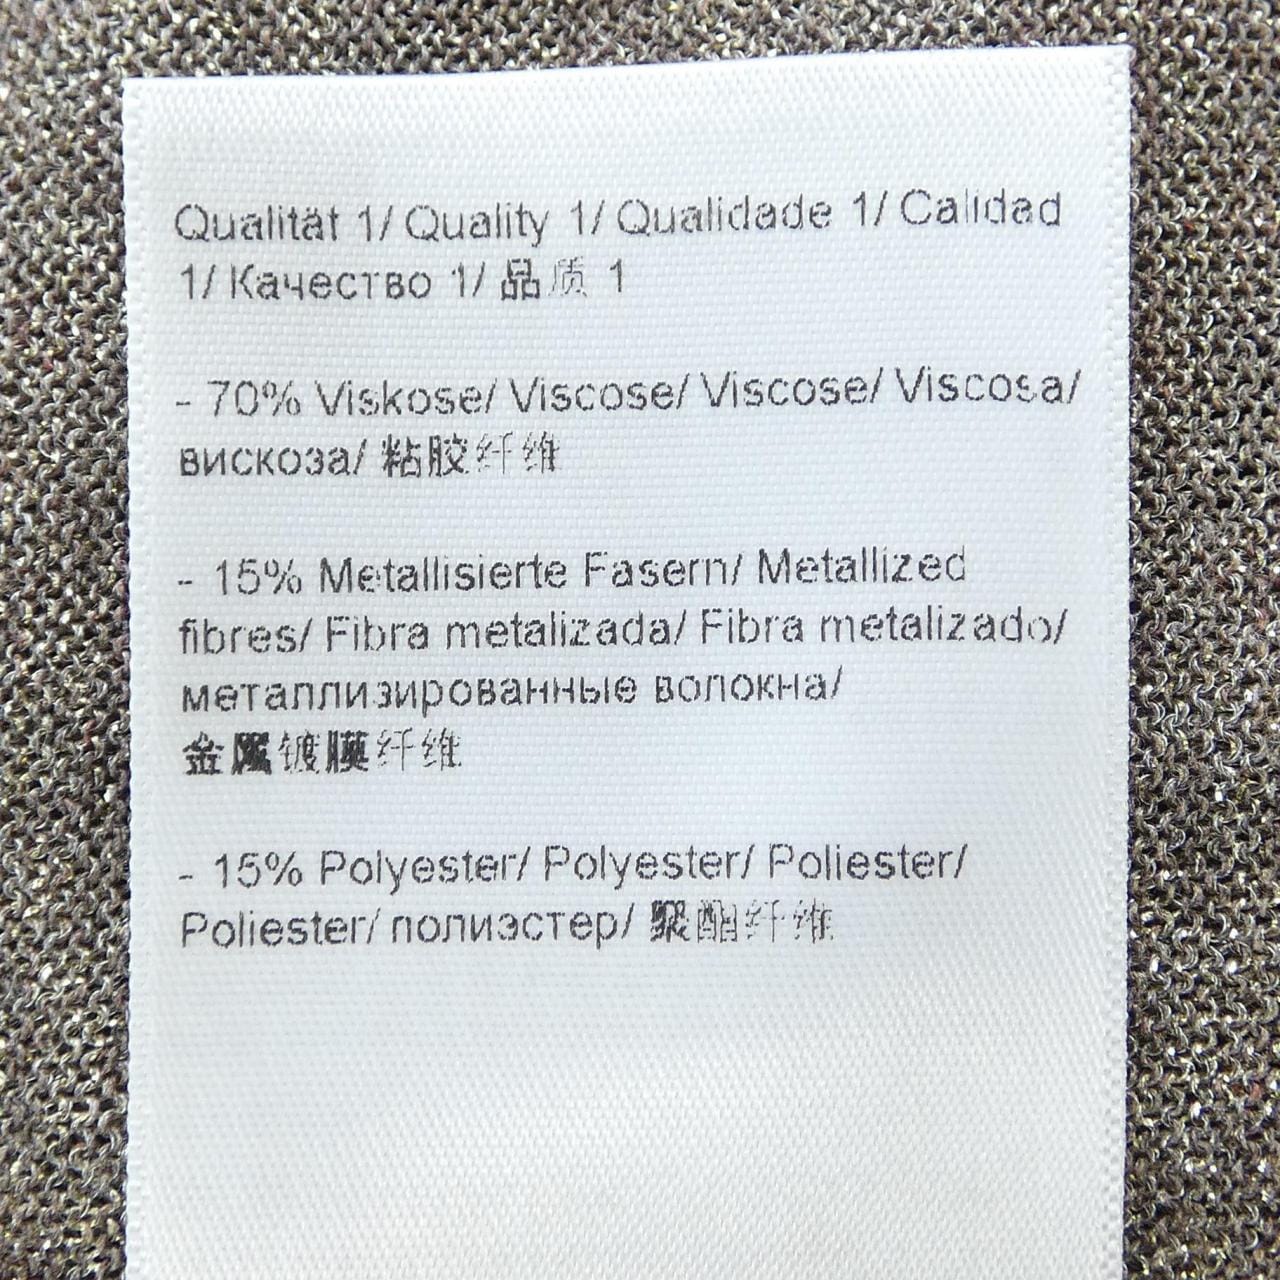 Qualität 1/ Quality 1/ Qualidade 1/ Calidad
1/ Качество 1/ 品质 1
- 70% Viskose/ Viscose/ Viscose/ Viscosa/
вискоза/ 粘胶纤维
- 15% Metallisierte Fasern/ Metallized
fibres/ Fibra metalizada/ Fibra metalizado/
металлизированные волокна/
金属镀膜纤维
- 15% Polyester/ Polyester/ Poliester/
Poliester/ полиэстер/ 聚酯纤维